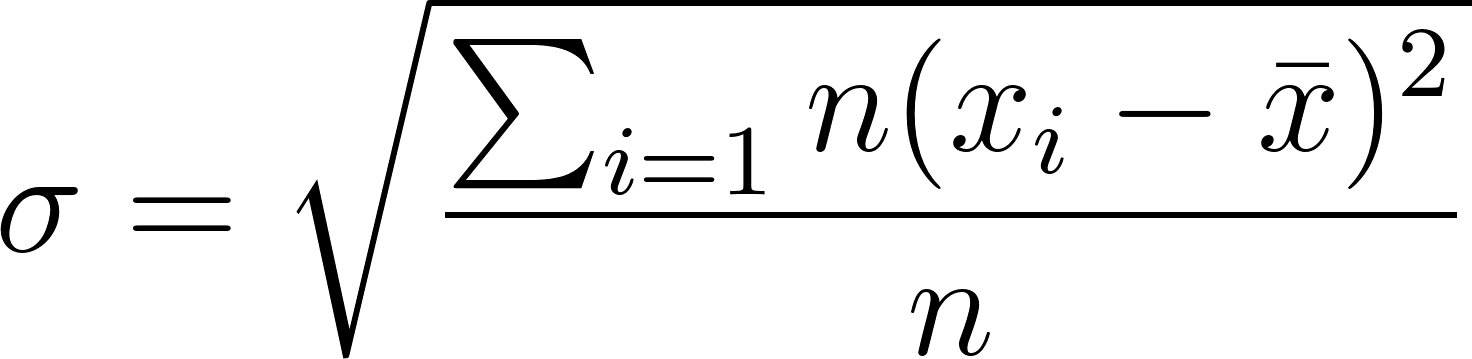 σ = √(∑_{i=1} n(x_i − x̄)² / n)